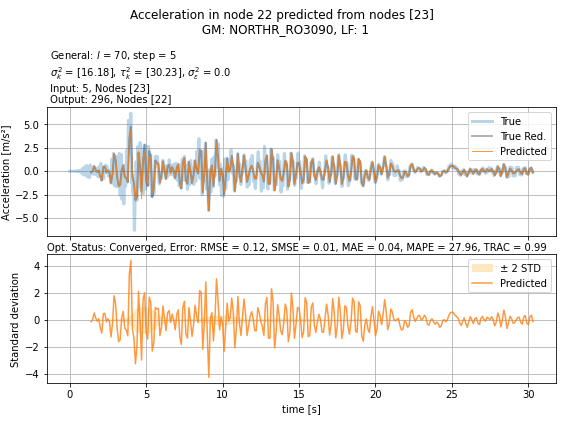 Acceleration in node 22 predicted from nodes [23]
GM: NORTHR_RO3090, LF: 1
General: l = 70, step = 5
σ²ₖ = [16.18], τ²ₖ = [30.23], σ²ε = 0.0
Input: 5, Nodes [23]
Output: 296, Nodes [22]
Acceleration [m/s²]
5.0
2.5
0.0
−2.5
−5.0
True
True Red.
Predicted
Opt. Status: Converged, Error: RMSE = 0.12, SMSE = 0.01, MAE = 0.04, MAPE = 27.96, TRAC = 0.99
Standard deviation
4
2
0
−2
−4
± 2 STD
Predicted
0 5 10 15 20 25 30
time [s]